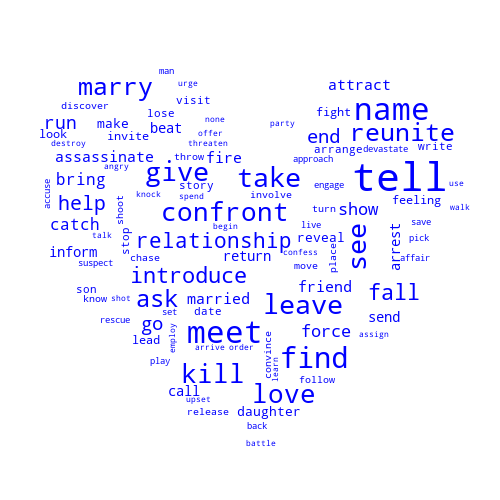 man
urge
marry
attract
visit
discover
name
lose
fight
run
make
none
party
beat
reunite
look
invite
offer
end
write
destroy
threaten
arrange
devastate
assassinate
throw
fire
approach
angry
give
tell
bring
take
story
engage
use
accuse
knock
spend
involve
help
feeling
shoot
confront
turn
show
walk
catch
begin
live
save
talk
stop
relationship
reveal
see
arrest
pick
inform
return
confess
place
affair
suspect
chase
move
introduce
son
friend
fall
know
shot
ask
married
leave
rescue
set
date
send
go
meet
force
assign
lead
employ
arrive
order
convince
find
play
kill
learn
follow
call
love
upset
release
daughter
back
battle